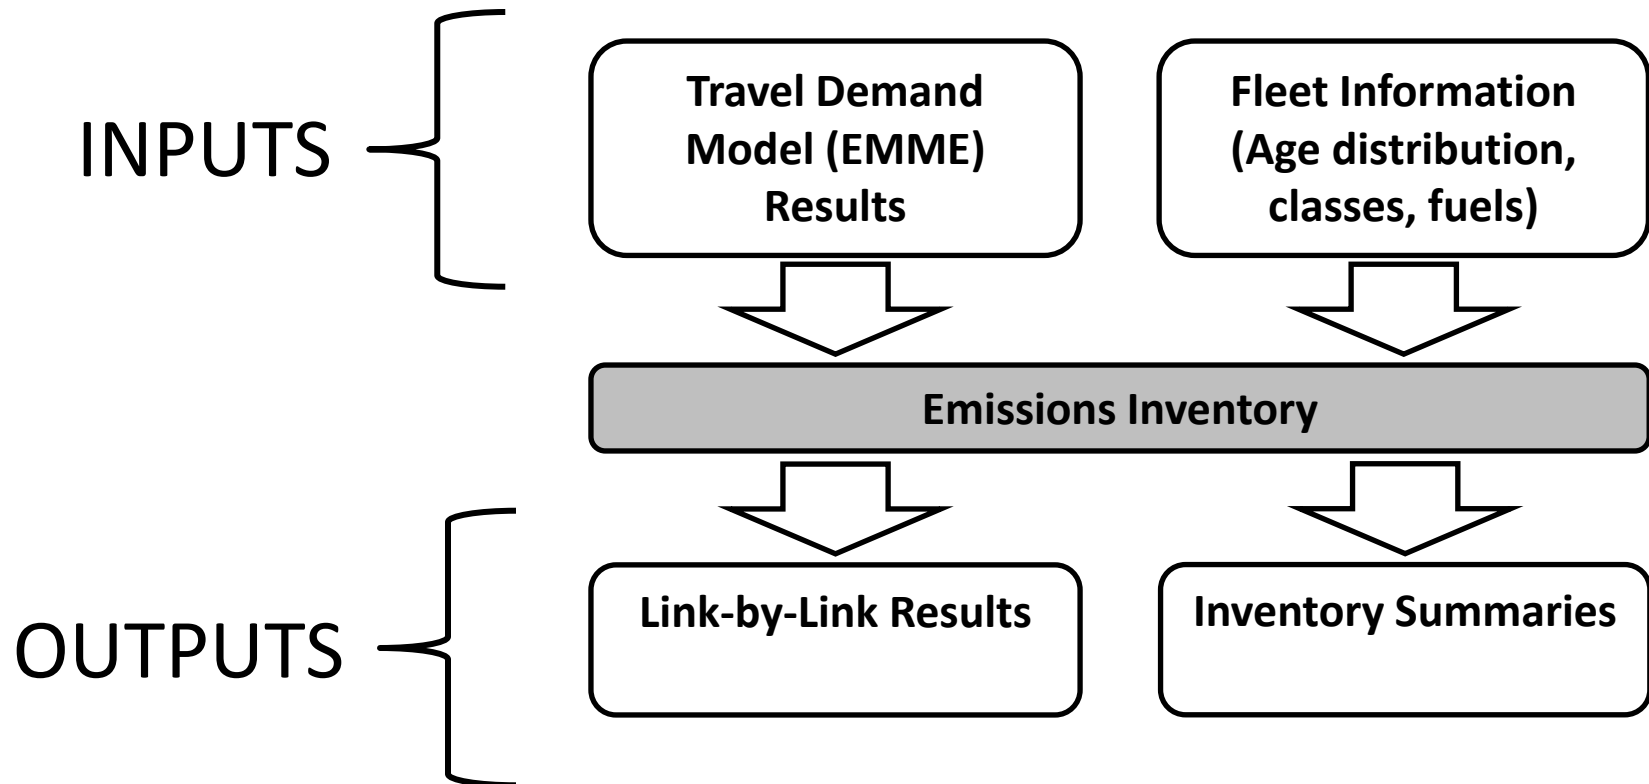 INPUTS
Travel Demand
Model (EMME)
Results
Fleet Information
(Age distribution,
classes, fuels)
Emissions Inventory
OUTPUTS
Link-by-Link Results
Inventory Summaries